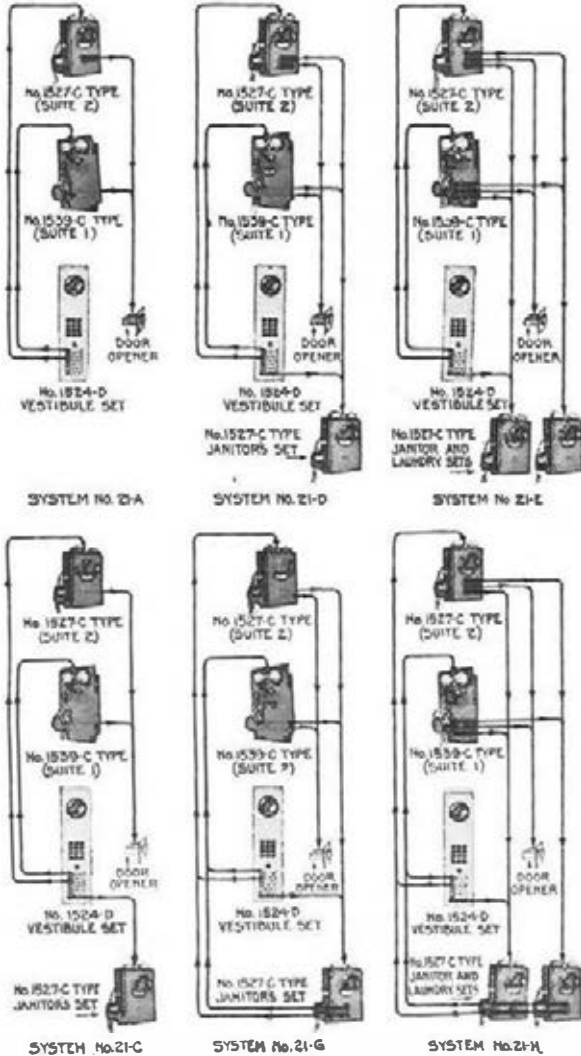 No.1527-C TYPE
(SUITE 2)
No.1539-C TYPE
(SUITE 1)
DOOR
OPENER
No. 1524-D
VESTIBULE SET
SYSTEM No. 21-A
No.1527-C TYPE
(SUITE 2)
No.1539-C TYPE
(SUITE 1)
DOOR
OPENER
No. 1524-D
VESTIBULE SET
No.1527-C TYPE
JANITORS SET
SYSTEM No. 21-D
No.1527-C TYPE
(SUITE 2)
No.1539-C TYPE
(SUITE 1)
DOOR
OPENER
No. 1524-D
VESTIBULE SET
No.1527-C TYPE
JANITOR AND
LAUNDRY SETS
SYSTEM No 21-E
No 1527-C TYPE
(SUITE 2)
No.1539-C TYPE
(SUITE 1)
DOOR
OPENER
No. 1524-D
VESTIBULE SET
No.1527-C TYPE
JANITORS SET
SYSTEM No.21-C
No.1527-C TYPE
(SUITE 2)
No.1539-C TYPE
(SUITE
DOOR
OPENER
No. 1524-D
VESTIBULE SET
No.1527-C TYPE
JANITORS SET
SYSTEM No.21-G
No.1527-C TYPE
(SUITE 2)
No.1539-C TYPE
(SUITE 1)
DOOR
OPENER
No.1524-D
VESTIBULE SET
No.1527 C TYPE
JANITOR AND
LAUNDRY SETS
SYSTEM No.21-H